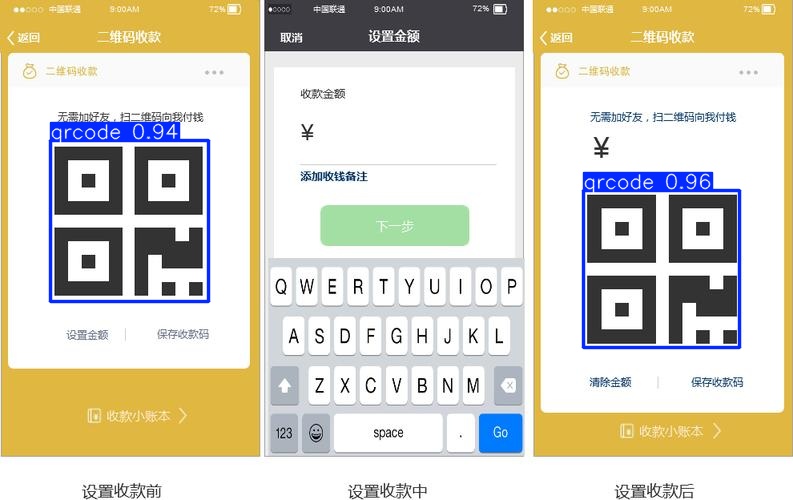 中国联通 9:00AM 72%
返回 二维码收款
二维码收款
无需加好友，扫二维码向我付钱
qrcode 0.94
设置金额 保存收款码
收款小账本
设置收款前
中国联通 9:00AM 72%
取消 设置金额
收款金额
¥
添加收钱备注
下一步
Q W E R T Y U I O P
A S D F G H J K L
Z X C V B N M
123 space . Go
设置收款中
中国联通 9:00AM 72%
返回 二维码收款
二维码收款
无需加好友，扫二维码向我付钱
¥
qrcode 0.96
清除金额 保存收款码
收款小账本
设置收款后